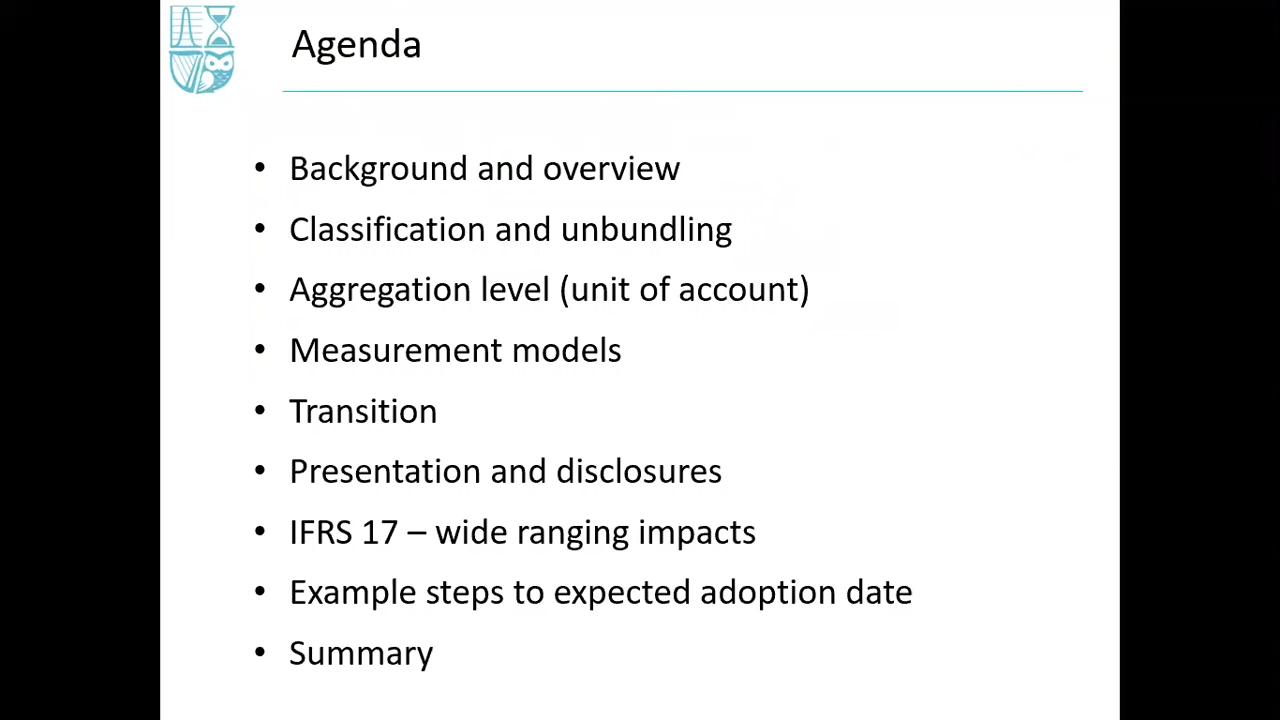 Agenda
• Background and overview
• Classification and unbundling
• Aggregation level (unit of account)
• Measurement models
• Transition
• Presentation and disclosures
• IFRS 17 – wide ranging impacts
• Example steps to expected adoption date
• Summary